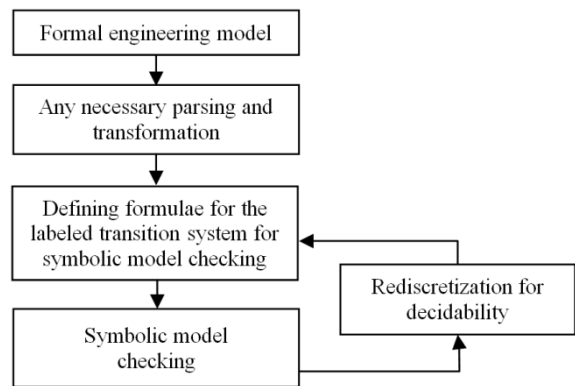 Formal engineering model
Any necessary parsing and
transformation
Defining formulae for the
labeled transition system for
symbolic model checking
Rediscretization for
decidability
Symbolic model
checking